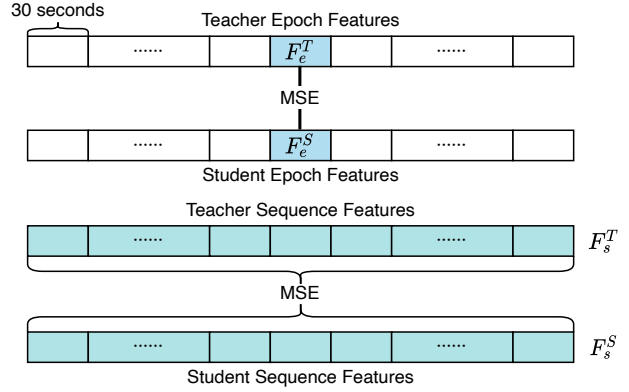 30 seconds
Teacher Epoch Features
...... $F_e^T$ ......
MSE
...... $F_e^S$ ......
Student Epoch Features
Teacher Sequence Features
...... ...... $F_s^T$
MSE
...... ...... $F_s^S$
Student Sequence Features